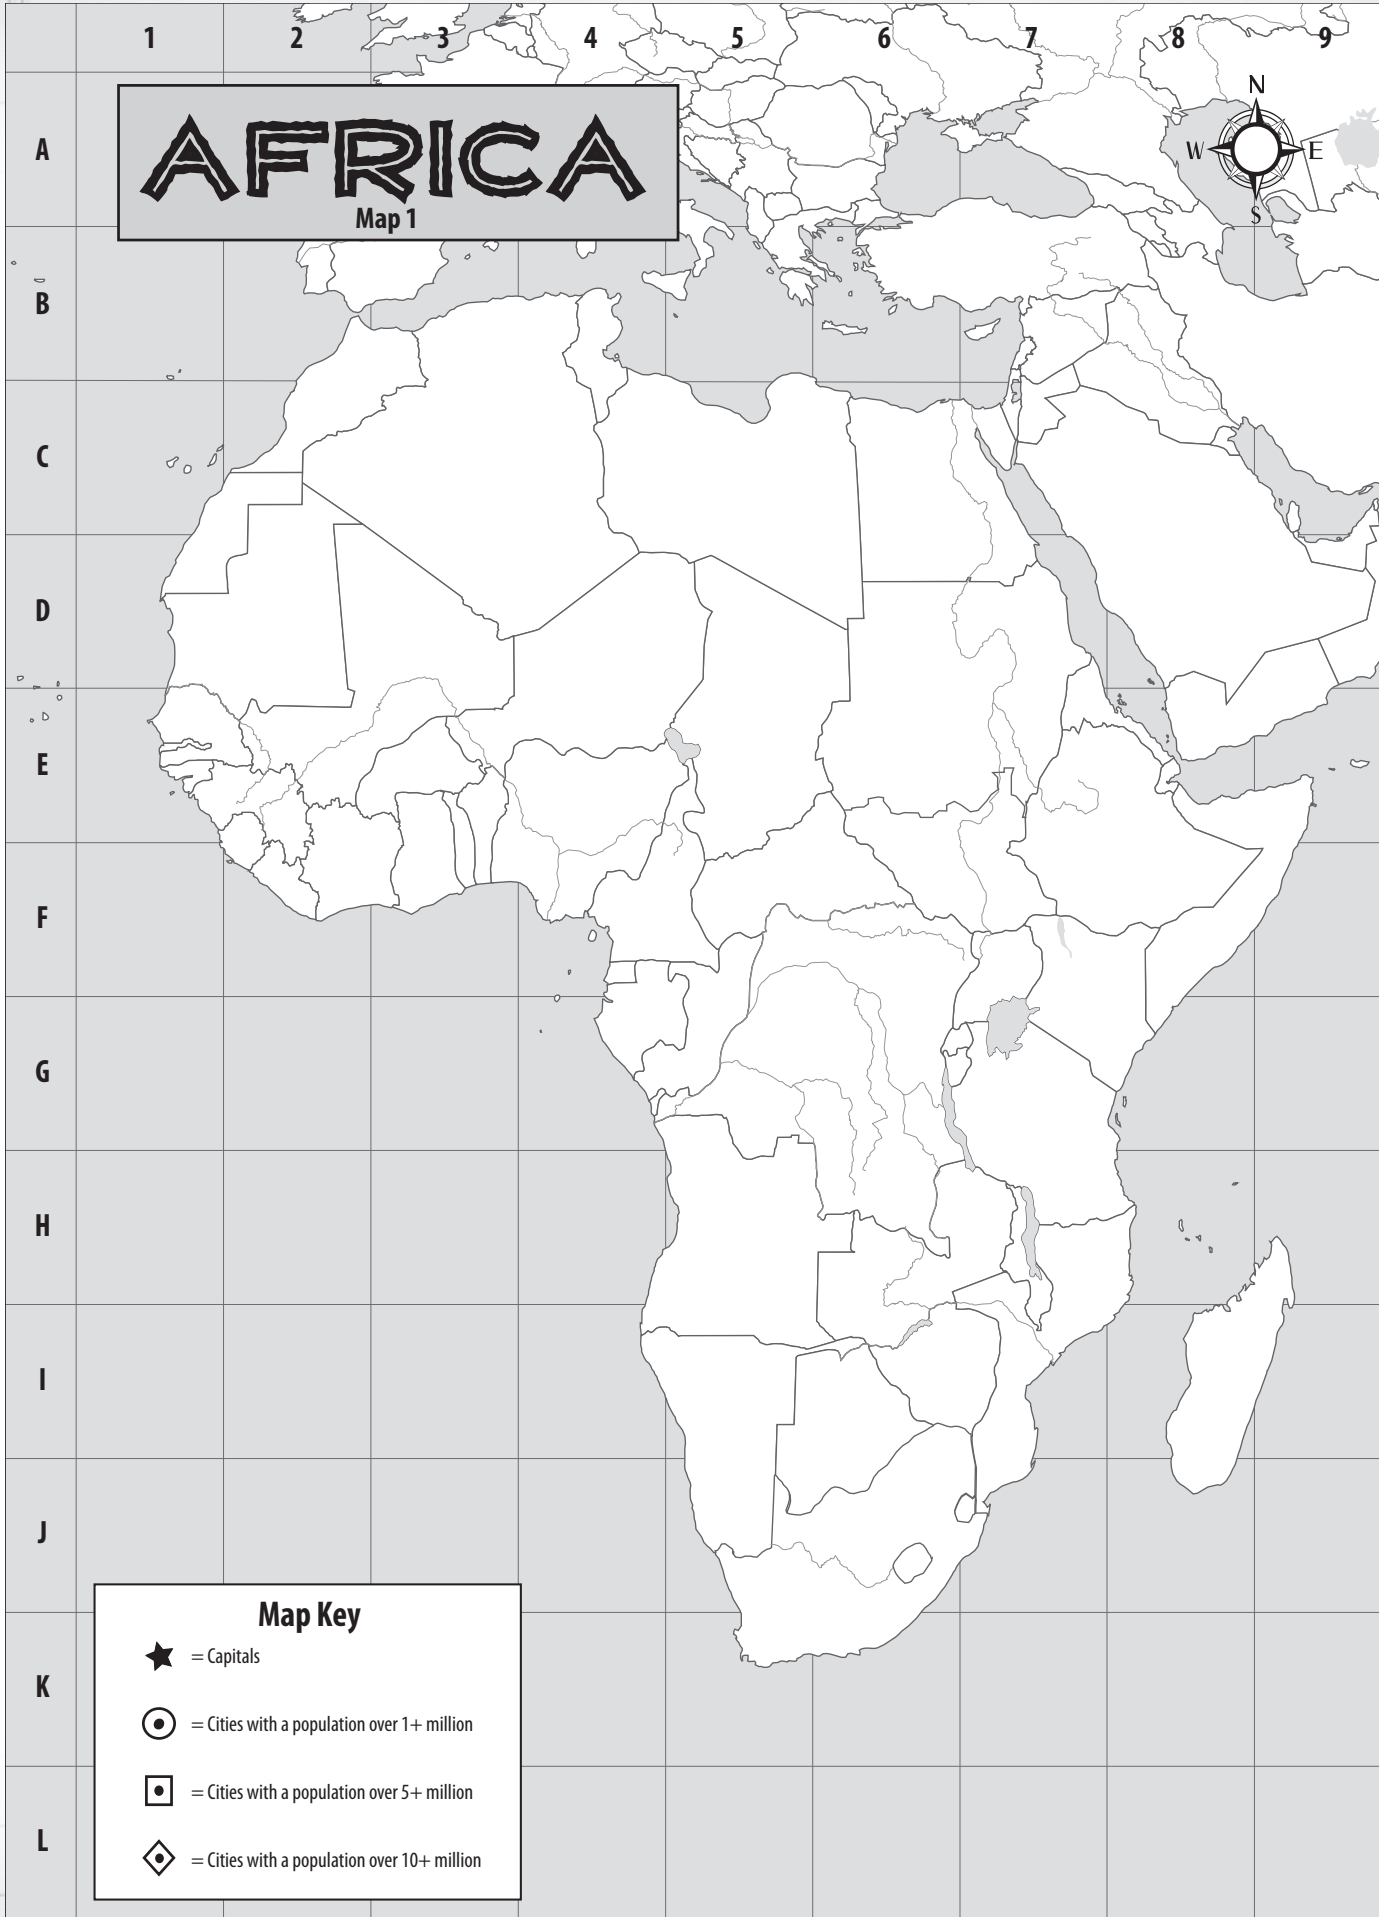 1 2 3 4 5 6 7 8 9
AFRICA
Map 1
N
W E
S
A
B
C
D
E
F
G
H
I
J
K
L
Map Key
= Capitals
= Cities with a population over 1+ million
= Cities with a population over 5+ million
= Cities with a population over 10+ million